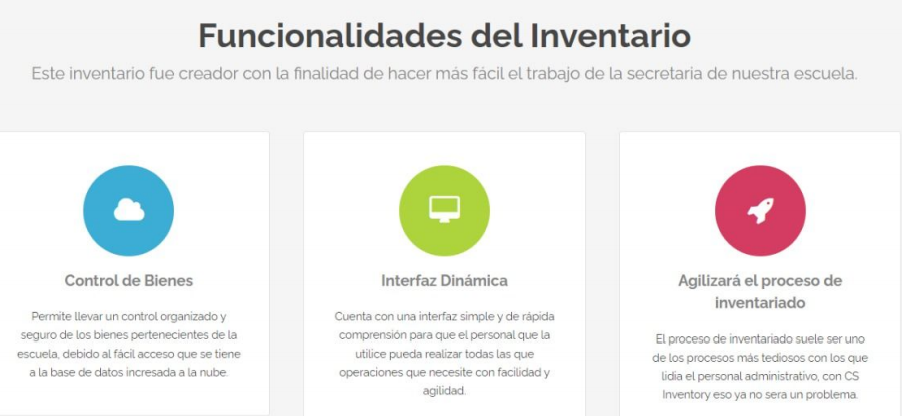 Funcionalidades del Inventario
Este inventario fue creador con la finalidad de hacer más fácil el trabajo de la secretaria de nuestra escuela.
Control de Bienes
Permite llevar un control organizado y
seguro de los bienes pertenecientes de la
escuela, debido al fácil acceso que se tiene
a la base de datos incresada a la nube.
Interfaz Dinámica
Cuenta con una interfaz simple y de rápida
comprensión para que el personal que la
utilice pueda realizar todas las que
operaciones que necesite con facilidad y
agilidad.
Agilizará el proceso de
inventariado
El proceso de inventariado suele ser uno
de los procesos más tediosos con los que
lidia el personal administrativo, con CS
Inventory eso ya no sera un problema.